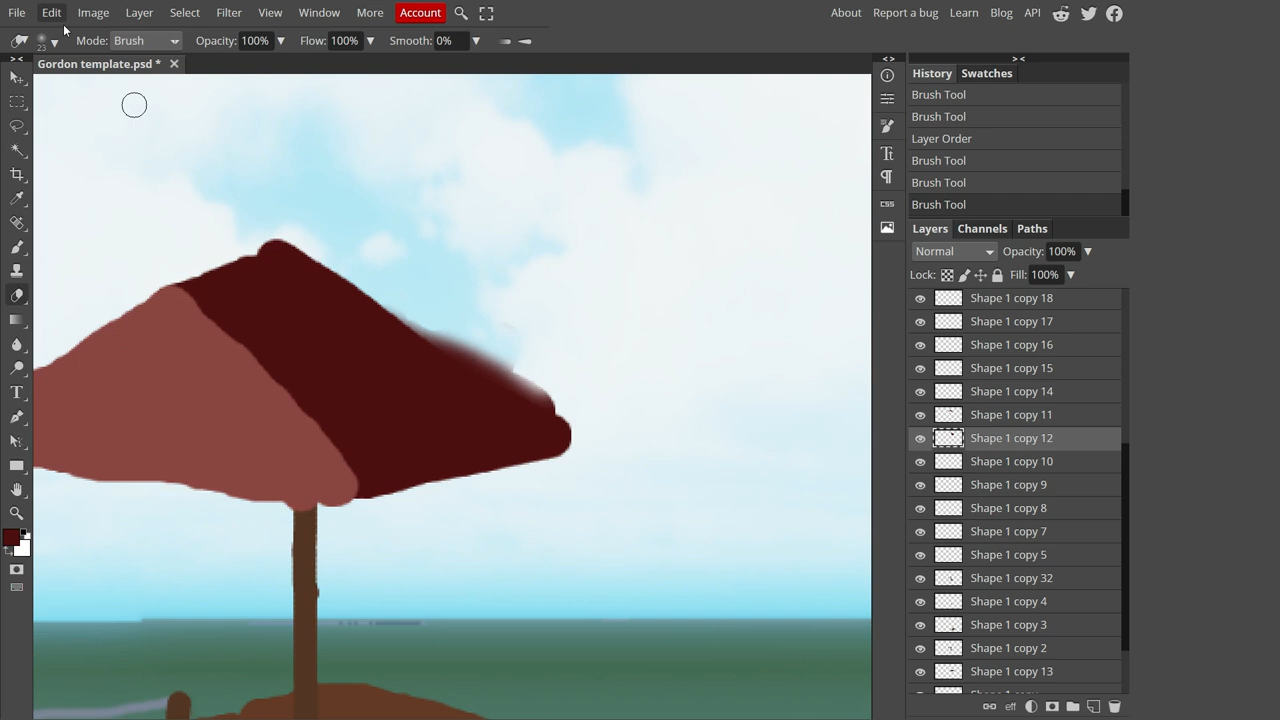 File Edit Image Layer Select Filter View Window More Account About Report a bug Learn Blog API
23 Mode: Brush Opacity: 100% Flow: 100% Smooth: 0%
Gordon template.psd *
History Swatches
Brush Tool
Brush Tool
Layer Order
Brush Tool
Brush Tool
Brush Tool
Layers Channels Paths
Normal Opacity: 100%
Lock: Fill: 100%
Shape 1 copy 18
Shape 1 copy 17
Shape 1 copy 16
Shape 1 copy 15
Shape 1 copy 14
Shape 1 copy 11
Shape 1 copy 12
Shape 1 copy 10
Shape 1 copy 9
Shape 1 copy 8
Shape 1 copy 7
Shape 1 copy 5
Shape 1 copy 32
Shape 1 copy 4
Shape 1 copy 3
Shape 1 copy 2
Shape 1 copy 13
eff